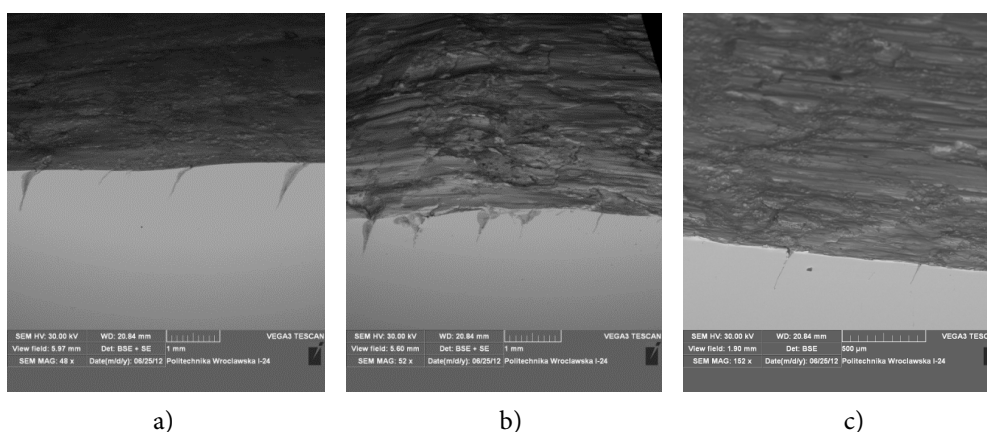 SEM HV: 30.00 kV WD: 20.84 mm VEGA3 TESCAN
View field: 5.97 mm Det: BSE + SE 1 mm
SEM MAG: 48 x Date(m/d/y): 06/25/12 Politechnika Wroclawska I-24
a)
SEM HV: 30.00 kV WD: 20.84 mm VEGA3 TESCAN
View field: 5.60 mm Det: BSE + SE 1 mm
SEM MAG: 52 x Date(m/d/y): 06/25/12 Politechnika Wroclawska I-24
b)
SEM HV: 30.00 kV WD: 20.84 mm VEGA3 TESC
View field: 1.90 mm Det: BSE 500 µm
SEM MAG: 152 x Date(m/d/y): 06/25/12 Politechnika Wroclawska I-24
c)